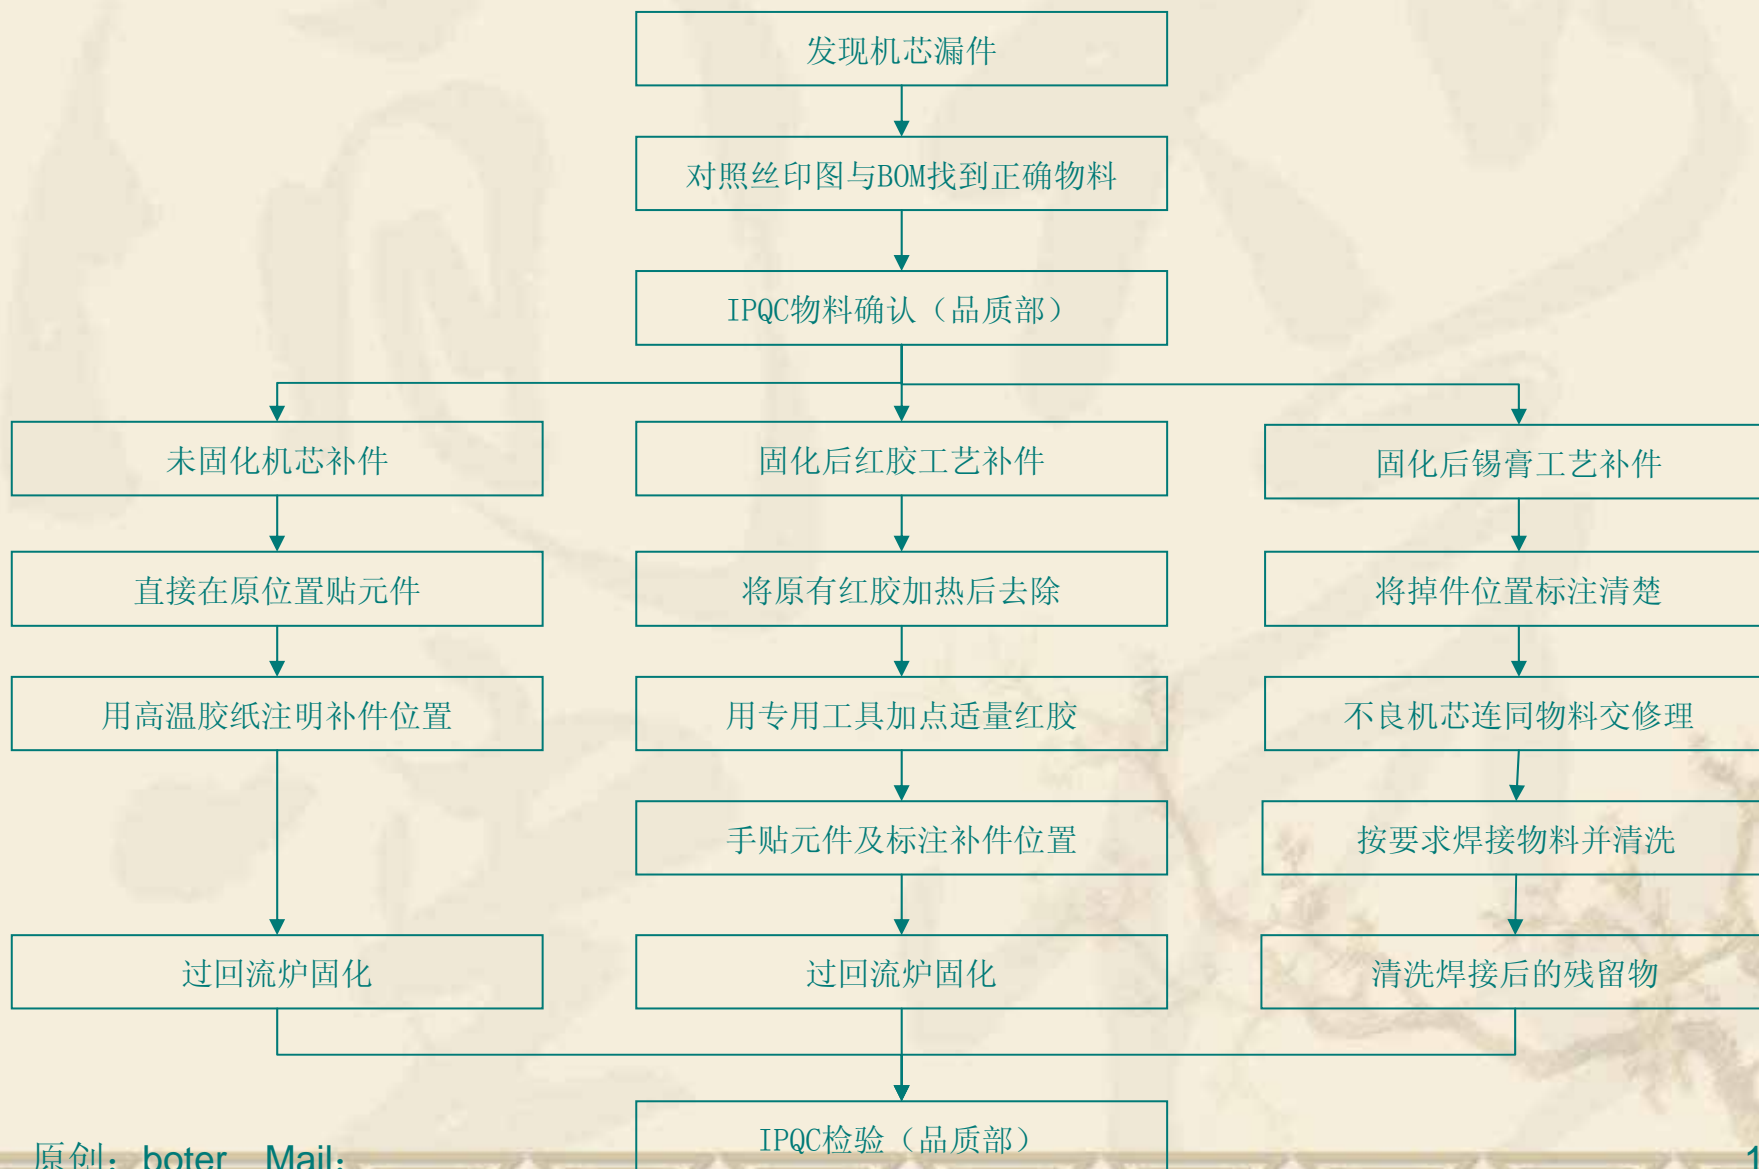 发现机芯漏件
对照丝印图与BOM找到正确物料
IPQC物料确认（品质部）
未固化机芯补件
固化后红胶工艺补件
固化后锡膏工艺补件
直接在原位置贴元件
将原有红胶加热后去除
将掉件位置标注清楚
用高温胶纸注明补件位置
用专用工具加点适量红胶
不良机芯连同物料交修理
手贴元件及标注补件位置
按要求焊接物料并清洗
过回流炉固化
过回流炉固化
清洗焊接后的残留物
IPQC检验（品质部）
原创：boter Mail：